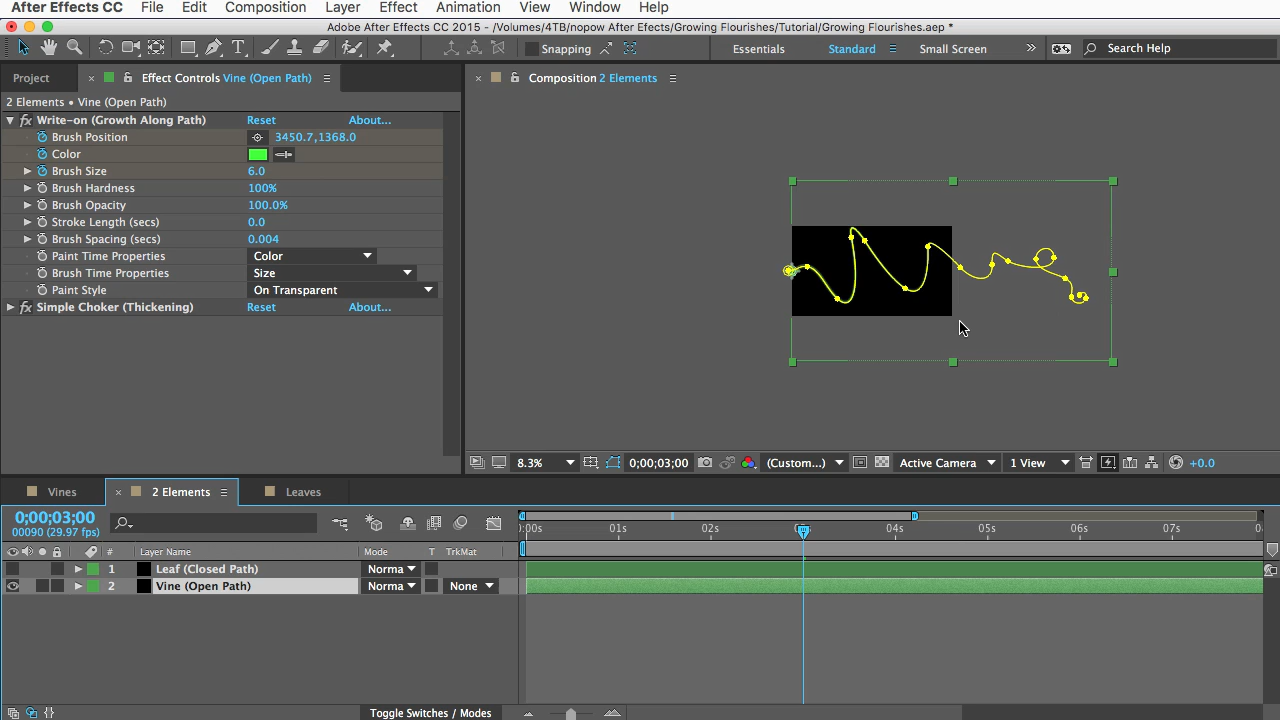 After Effects CC File Edit Composition Layer Effect Animation View Window Help
Adobe After Effects CC 2015 - /Volumes/4TB/nopow After Efects/Growing Flourishes/Tutorial/Growing Flourishes.aep *
T Snapping Essentials Standard Small Screen Search Help
Project × Effect Controls Vine (Open Path) × Composition 2 Elements
2 Elements • Vine (Open Path)
fx Write-on (Growth Along Path) Reset About...
Brush Position 3450.7,1368.0
Color
Brush Size 6.0
Brush Hardness 100%
Brush Opacity 100.0%
Stroke Length (secs) 0.0
Brush Spacing (secs) 0.004
Paint Time Properties Color
Brush Time Properties Size
Paint Style On Transparent
fx Simple Choker (Thickening) Reset About...
8.3% 0;00;03;00 (Custom...) Active Camera 1 View +0.0
Vines × 2 Elements Leaves
0;00;03;00
00090 (29.97 fps)
):00s 01s 02s 04s 05s 06s 07s
# Layer Name Mode T TrkMat
1 Leaf (Closed Path) Norma
2 Vine (Open Path) Norma None
Toggle Switches / Modes